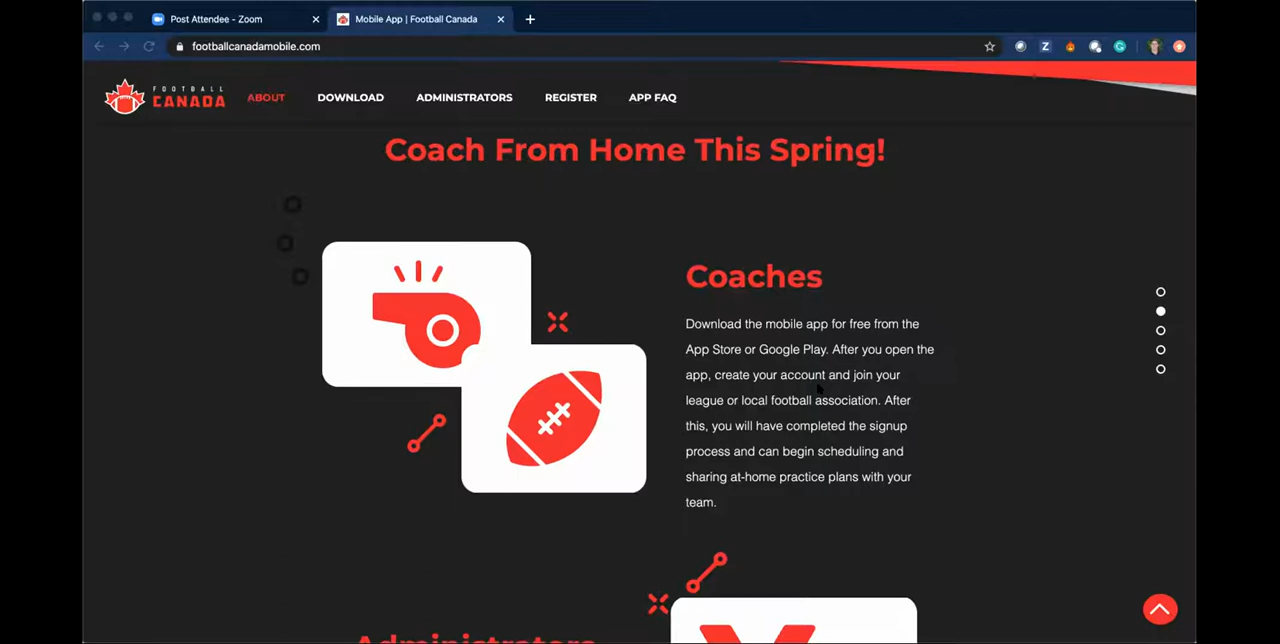 Post Attendee - Zoom
Mobile App | Football Canada
footballcanadamobile.com
FOOTBALL
CANADA
ABOUT
DOWNLOAD
ADMINISTRATORS
REGISTER
APP FAQ
Coach From Home This Spring!
Coaches
Download the mobile app for free from the
App Store or Google Play. After you open the
app, create your account and join your
league or local football association. After
this, you will have completed the signup
process and can begin scheduling and
sharing at-home practice plans with your
team.
Administrators